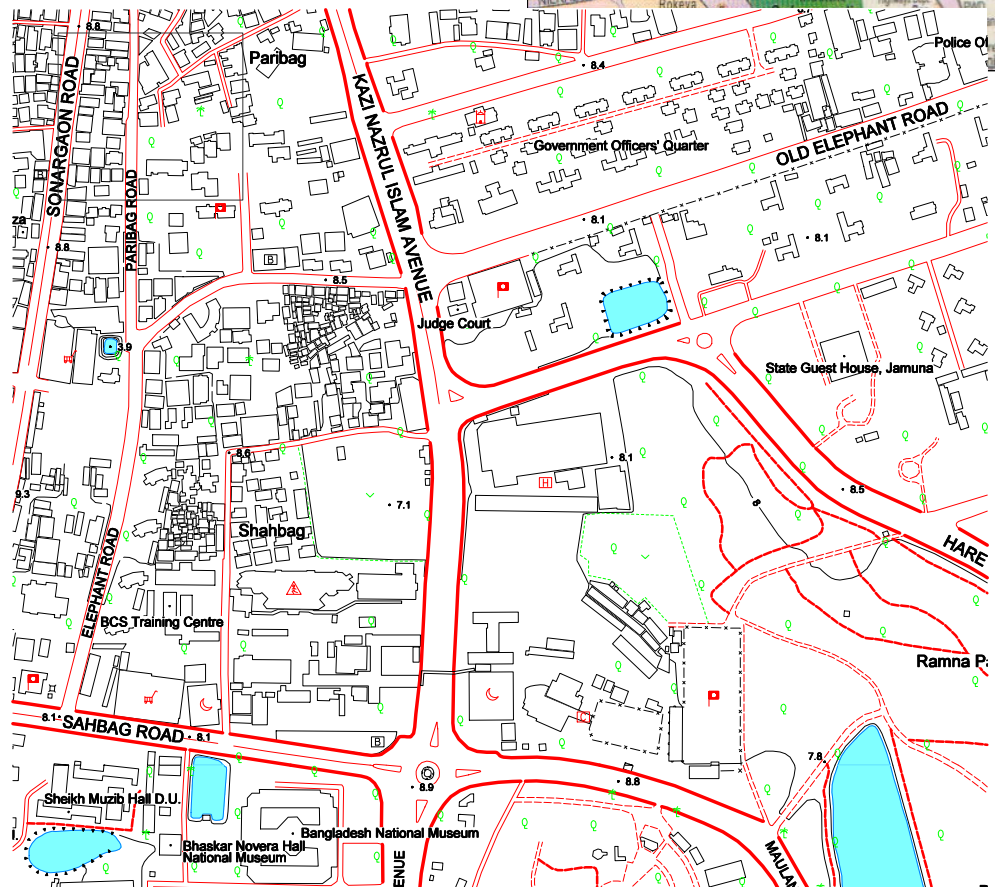 Rokeya
8.8
Paribag
8.4
Police Of
SONARGAON ROAD
KAZI NAZRUL ISLAM AVENUE
Government Officers' Quarter
OLD ELEPHANT ROAD
PARIBAG ROAD
za
8.8
8.1
8.1
B
8.5
Judge Court
3.9
State Guest House, Jamuna
8.6
8.1
H
9.3
7.1
8
8.5
Shahbag
HARE
ELEPHANT ROAD
BCS Training Centre
Ramna Pa
8.1
SAHBAG ROAD
8.1
B
C
7.8
8.9
8.8
Sheikh Muzib Hall D.U.
Bangladesh National Museum
Bhaskar Novera Hall
National Museum
ENUE
MAULAN